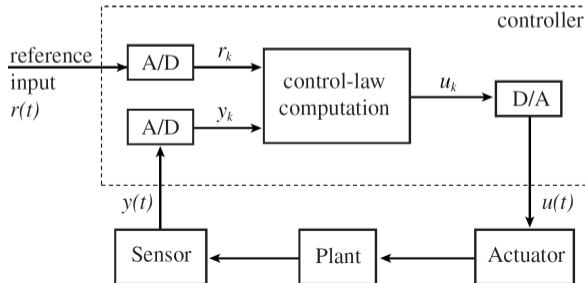 controller
reference
input
r(t)
A/D
r_k
A/D
y_k
control-law
computation
u_k
D/A
y(t)
u(t)
Sensor
Plant
Actuator